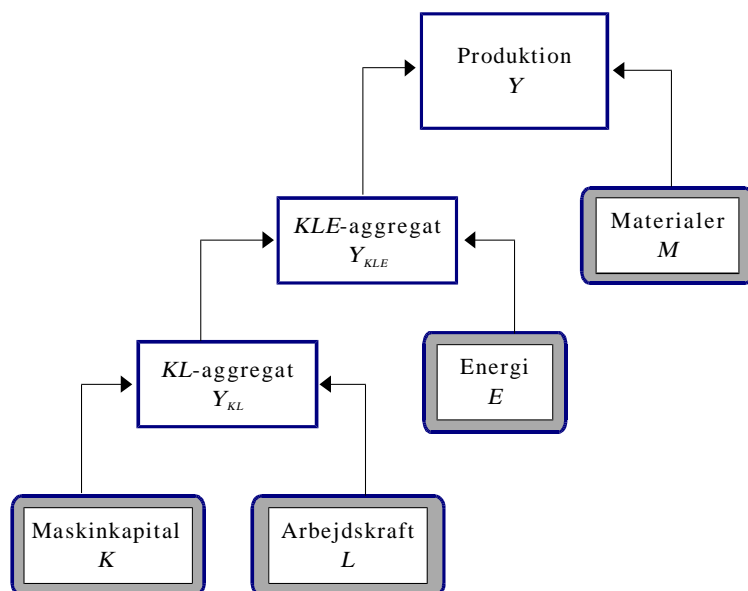 Produktion
Y
KLE-aggregat
Y_KLE
Materialer
M
KL-aggregat
Y_KL
Energi
E
Maskinkapital
K
Arbejdskraft
L